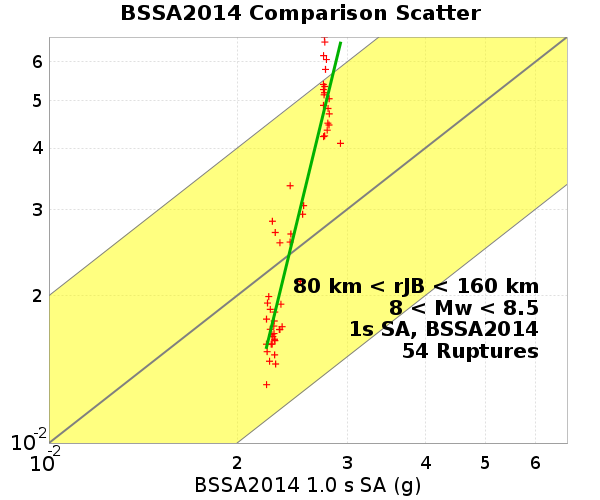 BSSA2014 Comparison Scatter
6
5
4
3
2
10-2
80 km < rJB < 160 km
8 < Mw < 8.5
1s SA, BSSA2014
54 Ruptures
10-2 2 3 4 5 6
BSSA2014 1.0 s SA (g)